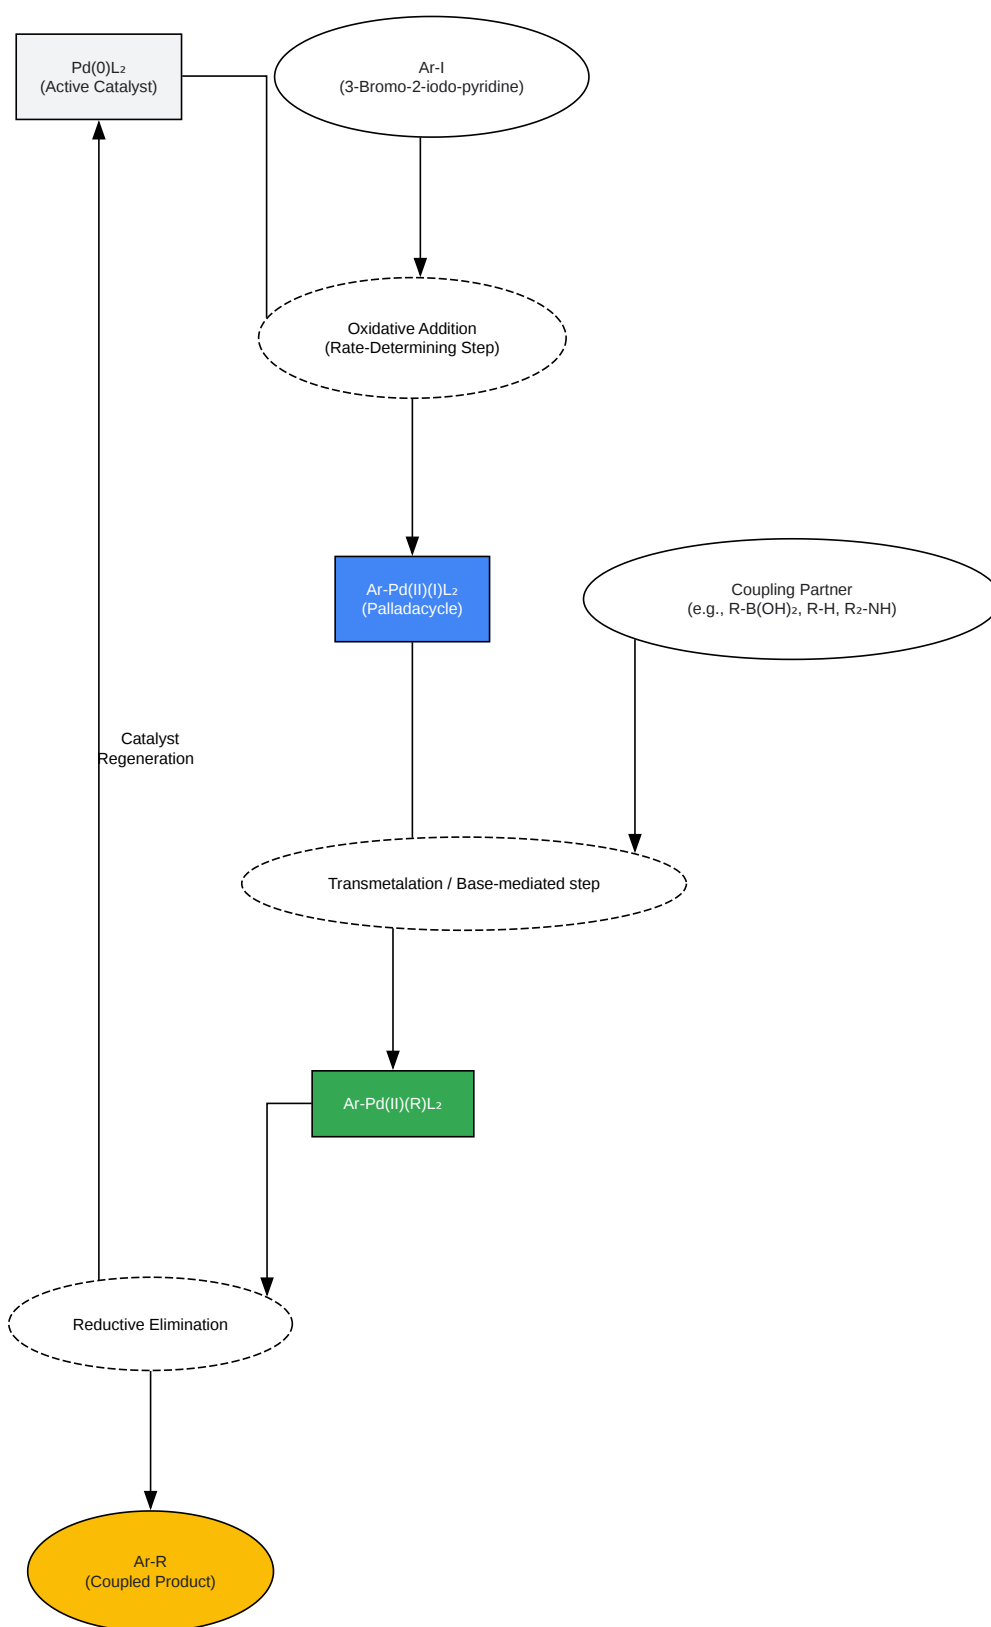 Pd(0)L₂
(Active Catalyst)
Ar-I
(3-Bromo-2-iodo-pyridine)
Oxidative Addition
(Rate-Determining Step)
Ar-Pd(II)(I)L₂
(Palladacycle)
Coupling Partner
(e.g., R-B(OH)₂, R-H, R₂-NH)
Catalyst
Regeneration
Transmetalation / Base-mediated step
Ar-Pd(II)(R)L₂
Reductive Elimination
Ar-R
(Coupled Product)